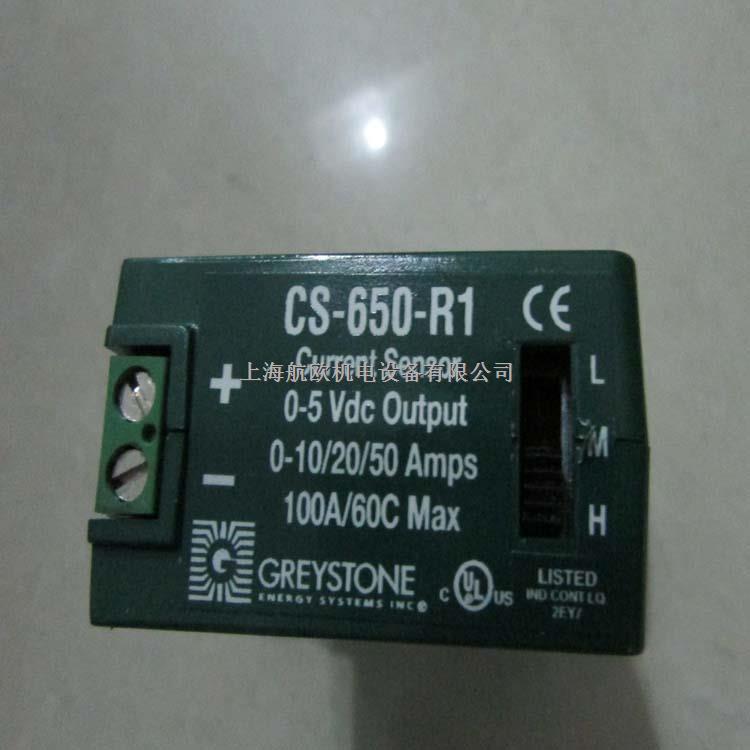 CS-650-R1
CE
Current Sensor
上海航欧机电设备有限公司
+
0-5 Vdc Output
0-10/20/50 Amps
-
100A/60C Max
L
M
H
G
GREYSTONE
ENERGY SYSTEMS INC
C UL US
LISTED
IND CONT LQ